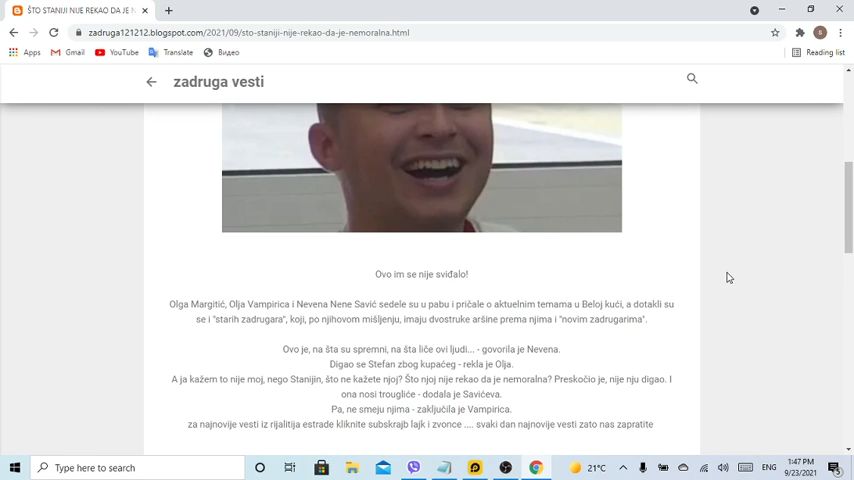 ŠTO STANIJI NIJE REKAO DA JE N
zadruga121212.blogspot.com/2021/09/sto-staniji-nije-rekao-da-je-nemoralna.html
Apps
Gmail
YouTube
Translate
Видео
Reading list
zadruga vesti
Ovo im se nije sviđalo!
Olga Margitić, Olja Vampirica i Nevena Nene Savić sedele su u pabu i pričale o aktuelnim temama u Beloj kući, a dotakli su
se i "starih zadrugara", koji, po njihovom mišljenju, imaju dvostruke aršine prema njima i "novim zadrugarima".
Ovo je, na šta su spremni, na šta liče ovi ljudi... - govorila je Nevena.
Digao se Stefan zbog kupaćeg - rekla je Olja.
A ja kažem to nije moj, nego Stanijin, što ne kažete njoj? Što njoj nije rekao da je nemoralna? Preskočio je, nije nju digao. I
ona nosi trougliće - dodala je Savićeva.
Pa, ne smeju njima - zaključila je Vampirica.
za najnovije vesti iz rijalitija estrade kliknite subskrajb lajk i zvonce .... svaki dan najnovije vesti zato nas zapratite
Type here to search
21°C
ENG
1:47 PM
9/23/2021
5